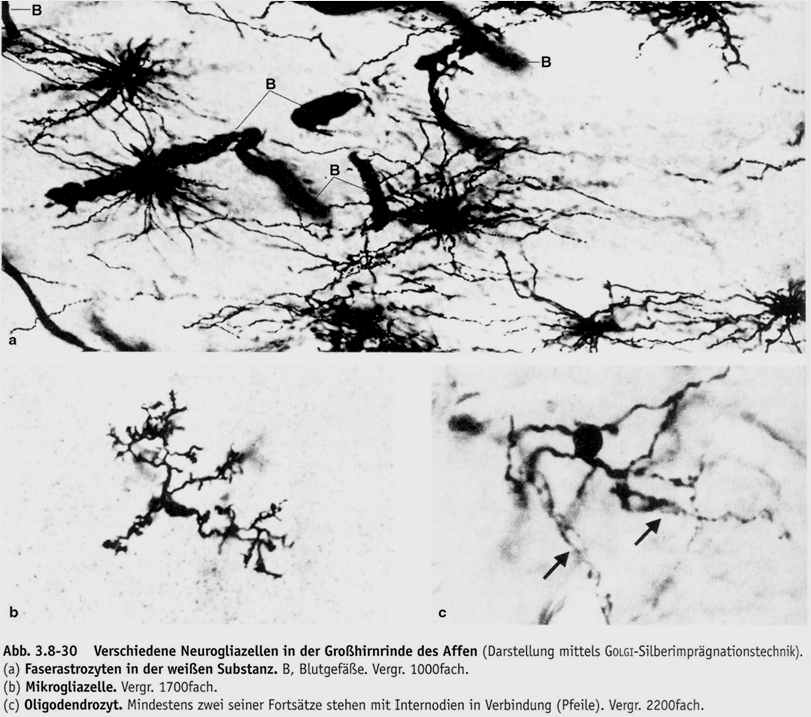 B
B
B
B
a
b
c
Abb. 3.8-30 Verschiedene Neurogliazellen in der Großhirnrinde des Affen (Darstellung mittels GOLGI-Silberimprägnationstechnik).
(a) Faserastrozyten in der weißen Substanz. B, Blutgefäße. Vergr. 1000fach.
(b) Mikrogliazelle. Vergr. 1700fach.
(c) Oligodendrozyt. Mindestens zwei seiner Fortsätze stehen mit Internodien in Verbindung (Pfeile). Vergr. 2200fach.